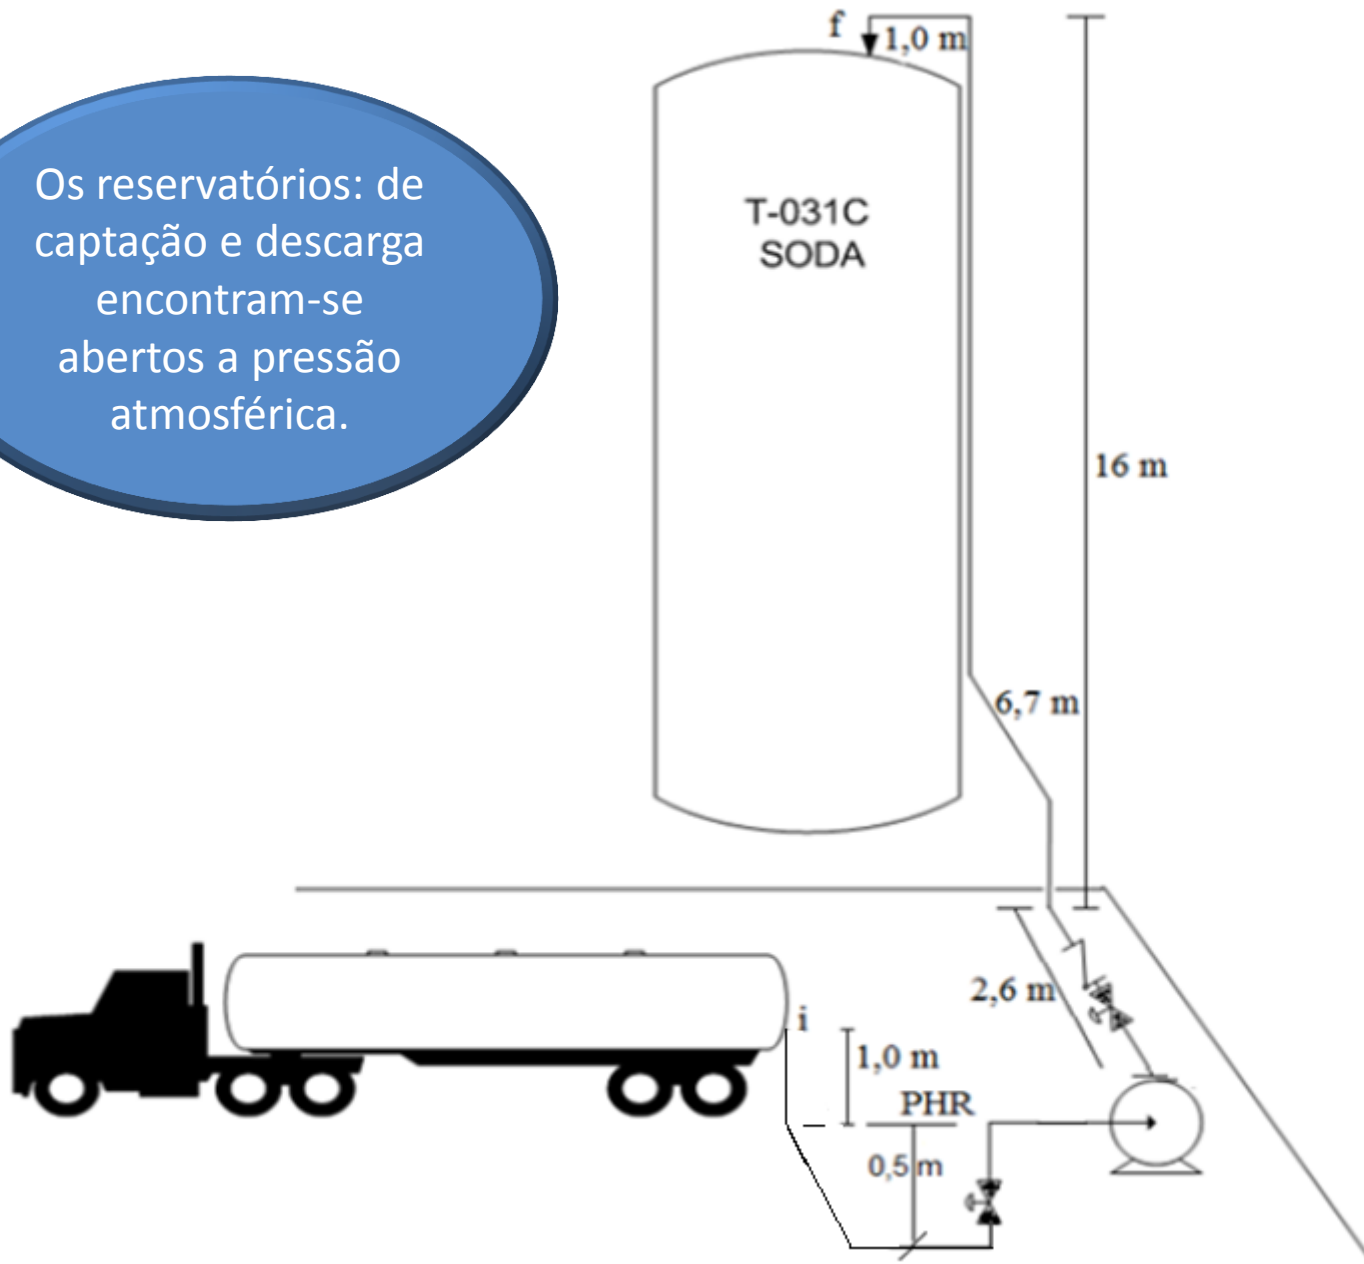 f
1,0 m
Os reservatórios: de
captação e descarga
encontram-se
abertos a pressão
atmosférica.
T-031C
SODA
16 m
6,7 m
2,6 m
i
1,0 m
PHR
0,5 m